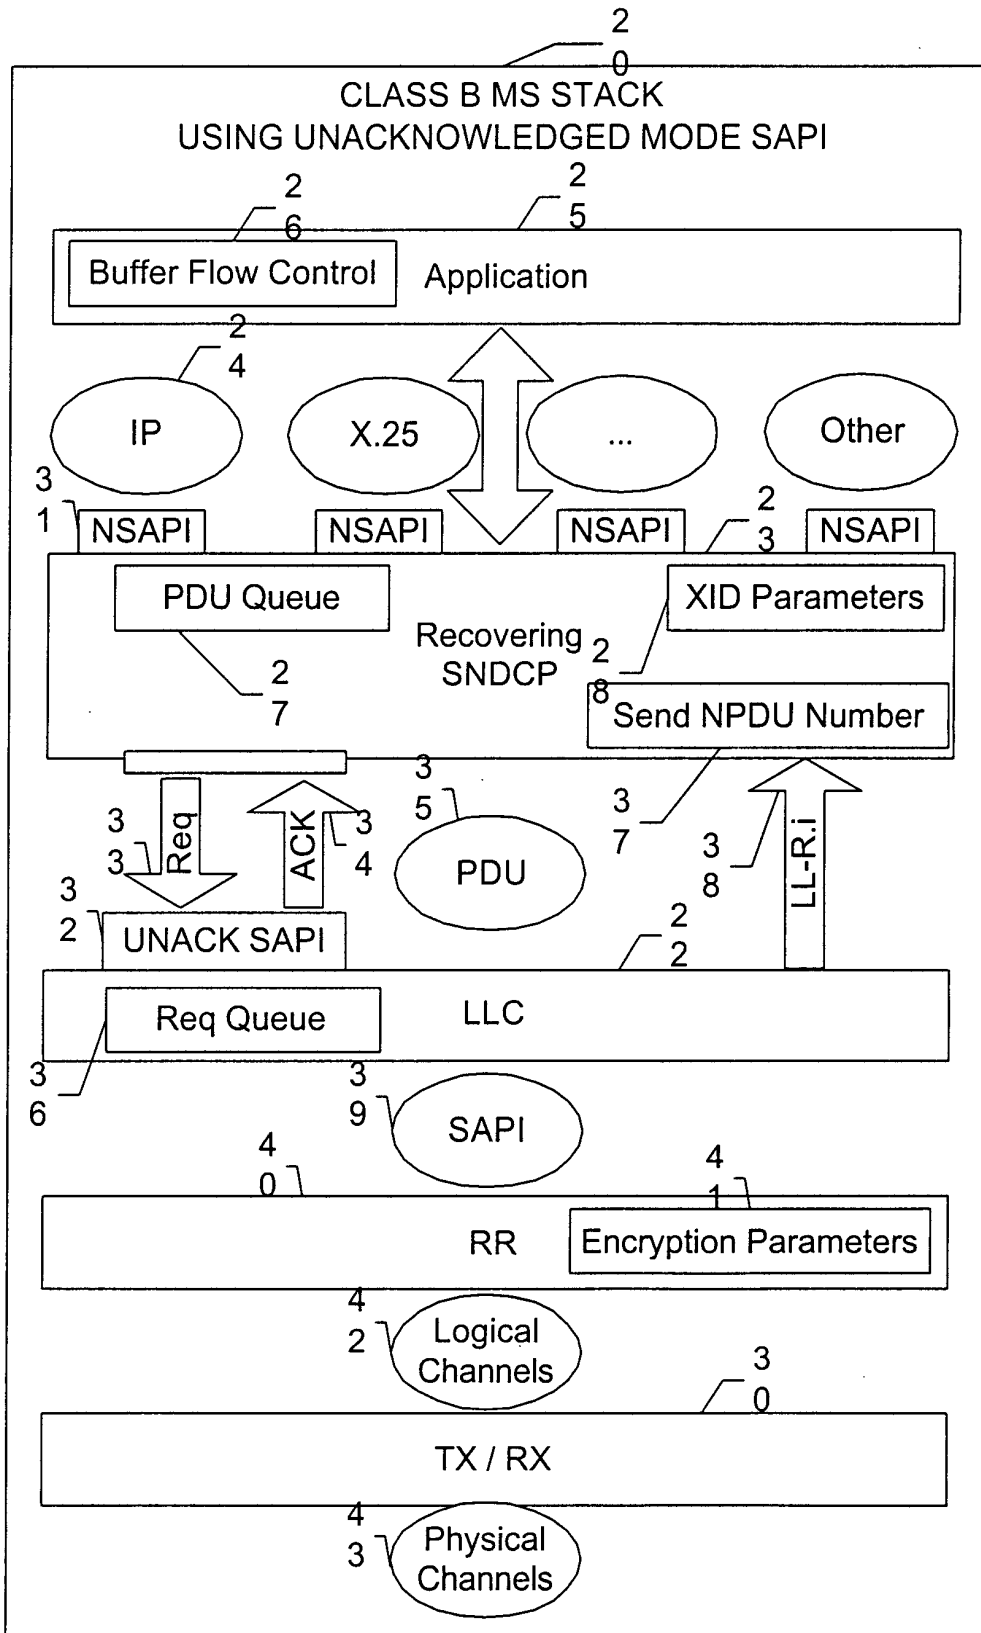 20
CLASS B MS STACK
USING UNACKNOWLEDGED MODE SAPI
26
25
Buffer Flow Control
Application
24
IP
X.25
...
Other
31
NSAPI
NSAPI
NSAPI
23
NSAPI
PDU Queue
XID Parameters
Recovering
SNDCP
27
28
Send NPDU Number
33
Req
ACK
34
35
PDU
37
38
LL-R.i
32
UNACK SAPI
22
Req Queue
LLC
36
39
SAPI
40
41
RR
Encryption Parameters
42
Logical
Channels
30
TX / RX
43
Physical
Channels